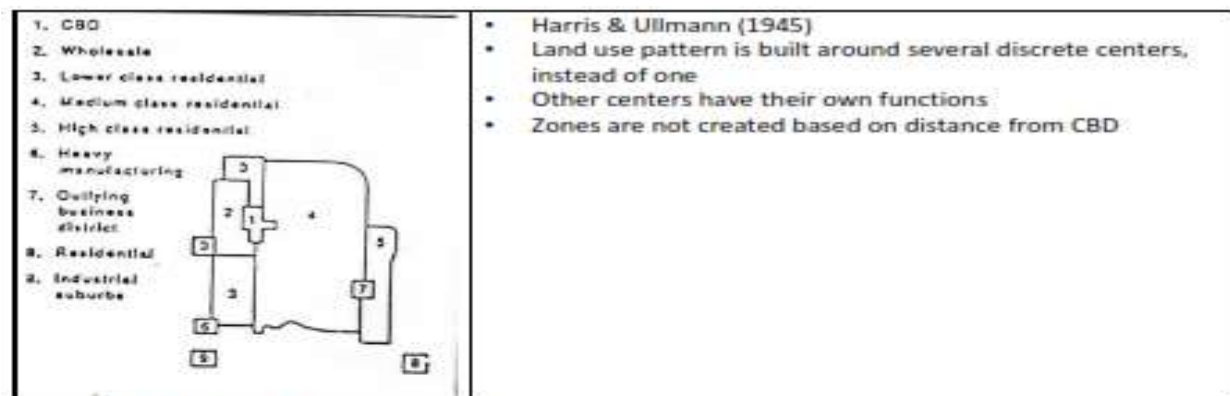 1. CBD
2. Wholesale
3. Lower class residential
4. Medium class residential
5. High class residential
6. Heavy
manufacturing
7. Outlying
business
district
8. Residential
9. Industrial
suburbs
3
2
1
4
3
5
3
7
6
9
8
• Harris & Ullmann (1945)
• Land use pattern is built around several discrete centers,
instead of one
• Other centers have their own functions
• Zones are not created based on distance from CBD